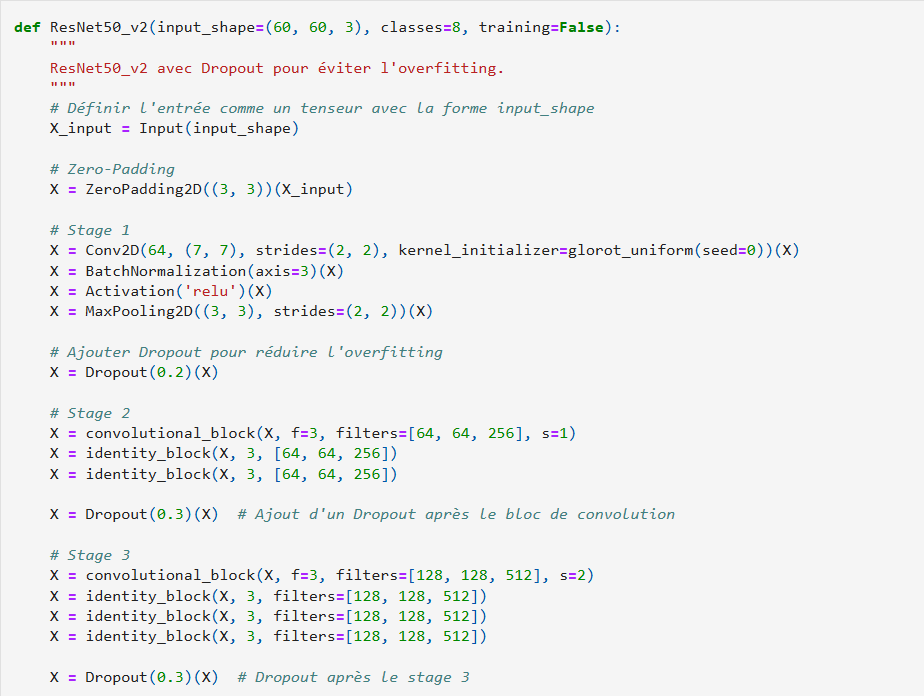 def ResNet50_v2(input_shape=(60, 60, 3), classes=8, training=False):
    """
    ResNet50_v2 avec Dropout pour éviter l'overfitting.
    """
    # Définir l'entrée comme un tenseur avec la forme input_shape
    X_input = Input(input_shape)

    # Zero-Padding
    X = ZeroPadding2D((3, 3))(X_input)

    # Stage 1
    X = Conv2D(64, (7, 7), strides=(2, 2), kernel_initializer=glorot_uniform(seed=0))(X)
    X = BatchNormalization(axis=3)(X)
    X = Activation('relu')(X)
    X = MaxPooling2D((3, 3), strides=(2, 2))(X)

    # Ajouter Dropout pour réduire l'overfitting
    X = Dropout(0.2)(X)

    # Stage 2
    X = convolutional_block(X, f=3, filters=[64, 64, 256], s=1)
    X = identity_block(X, 3, [64, 64, 256])
    X = identity_block(X, 3, [64, 64, 256])

    X = Dropout(0.3)(X)  # Ajout d'un Dropout après le bloc de convolution

    # Stage 3
    X = convolutional_block(X, f=3, filters=[128, 128, 512], s=2)
    X = identity_block(X, 3, filters=[128, 128, 512])
    X = identity_block(X, 3, filters=[128, 128, 512])
    X = identity_block(X, 3, filters=[128, 128, 512])

    X = Dropout(0.3)(X)  # Dropout après le stage 3